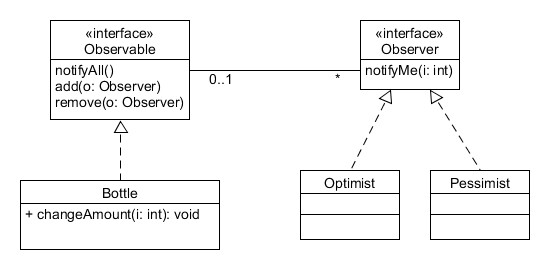 «interface»
Observable
notifyAll()
add(o: Observer)
remove(o: Observer)
0..1
*
«interface»
Observer
notifyMe(i: int)
Bottle
+ changeAmount(i: int): void
Optimist
Pessimist